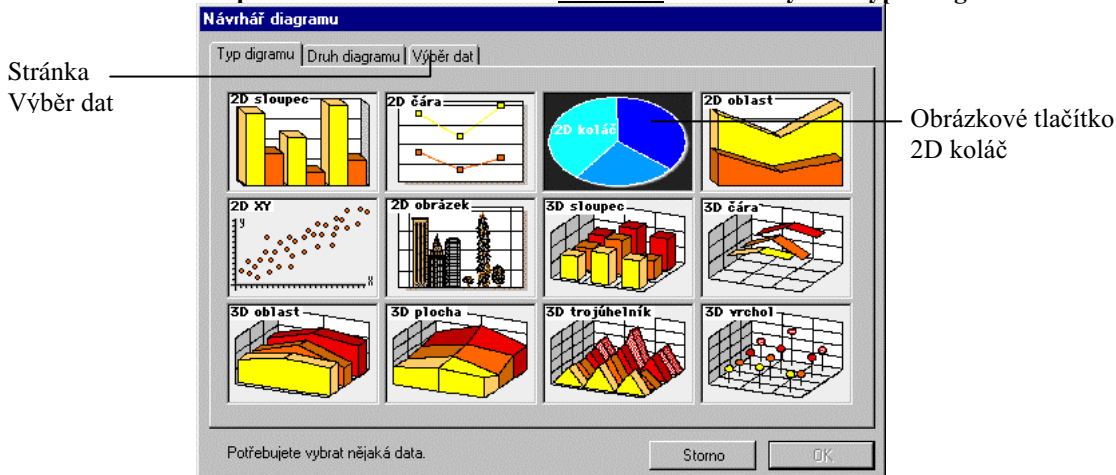 Návrhář diagramu
Typ digramu
Druh diagramu
Výběr dat
Stránka
Výběr dat
2D sloupec
2D čára
2D koláč
2D oblast
Obrázkové tlačítko
2D koláč
2D XY
y
x
2D obrázek
3D sloupec
3D čára
3D oblast
3D plocha
3D trojúhelník
3D vrchol
Potřebujete vybrat nějaká data.
Storno
OK